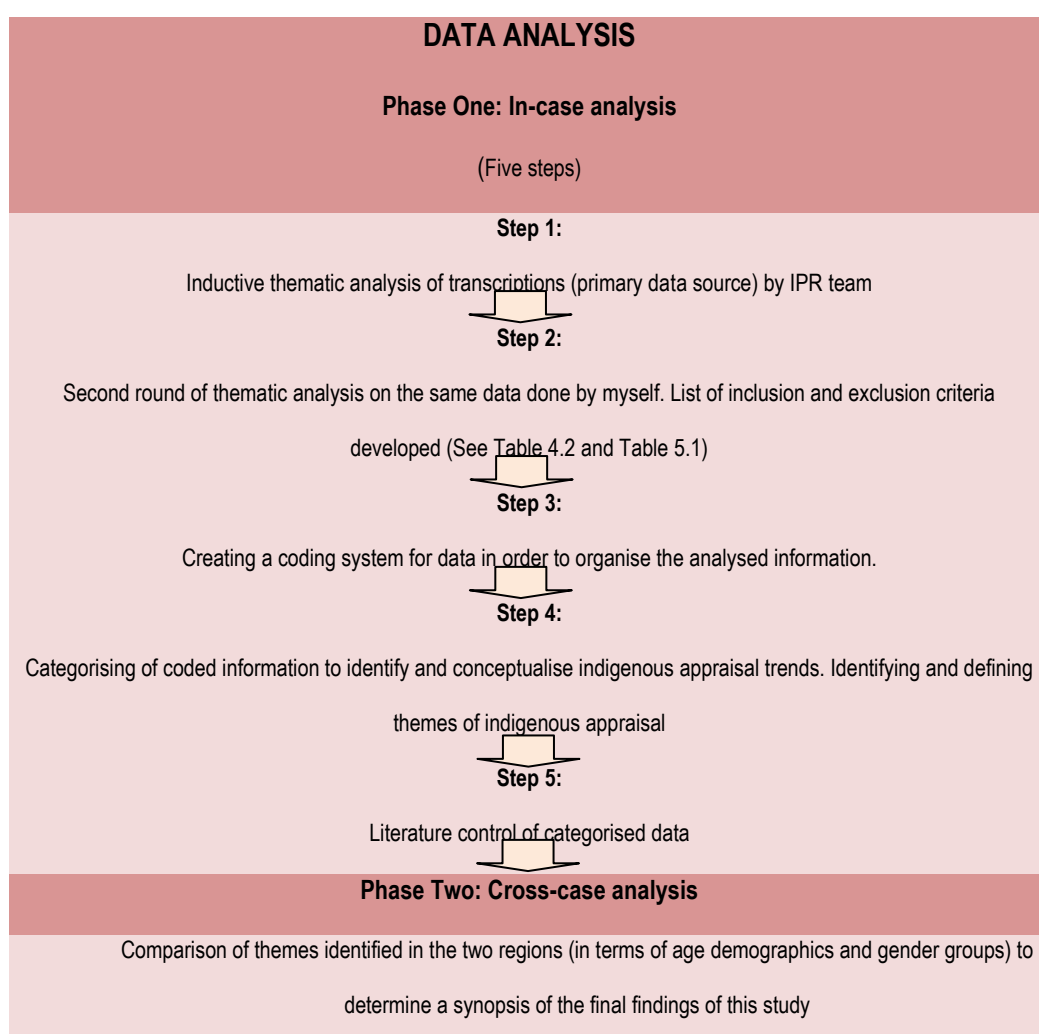 DATA ANALYSIS
Phase One: In-case analysis
(Five steps)
Step 1:
Inductive thematic analysis of transcriptions (primary data source) by IPR team
Step 2:
Second round of thematic analysis on the same data done by myself. List of inclusion and exclusion criteria
developed (See Table 4.2 and Table 5.1)
Step 3:
Creating a coding system for data in order to organise the analysed information.
Step 4:
Categorising of coded information to identify and conceptualise indigenous appraisal trends. Identifying and defining
themes of indigenous appraisal
Step 5:
Literature control of categorised data
Phase Two: Cross-case analysis
Comparison of themes identified in the two regions (in terms of age demographics and gender groups) to
determine a synopsis of the final findings of this study